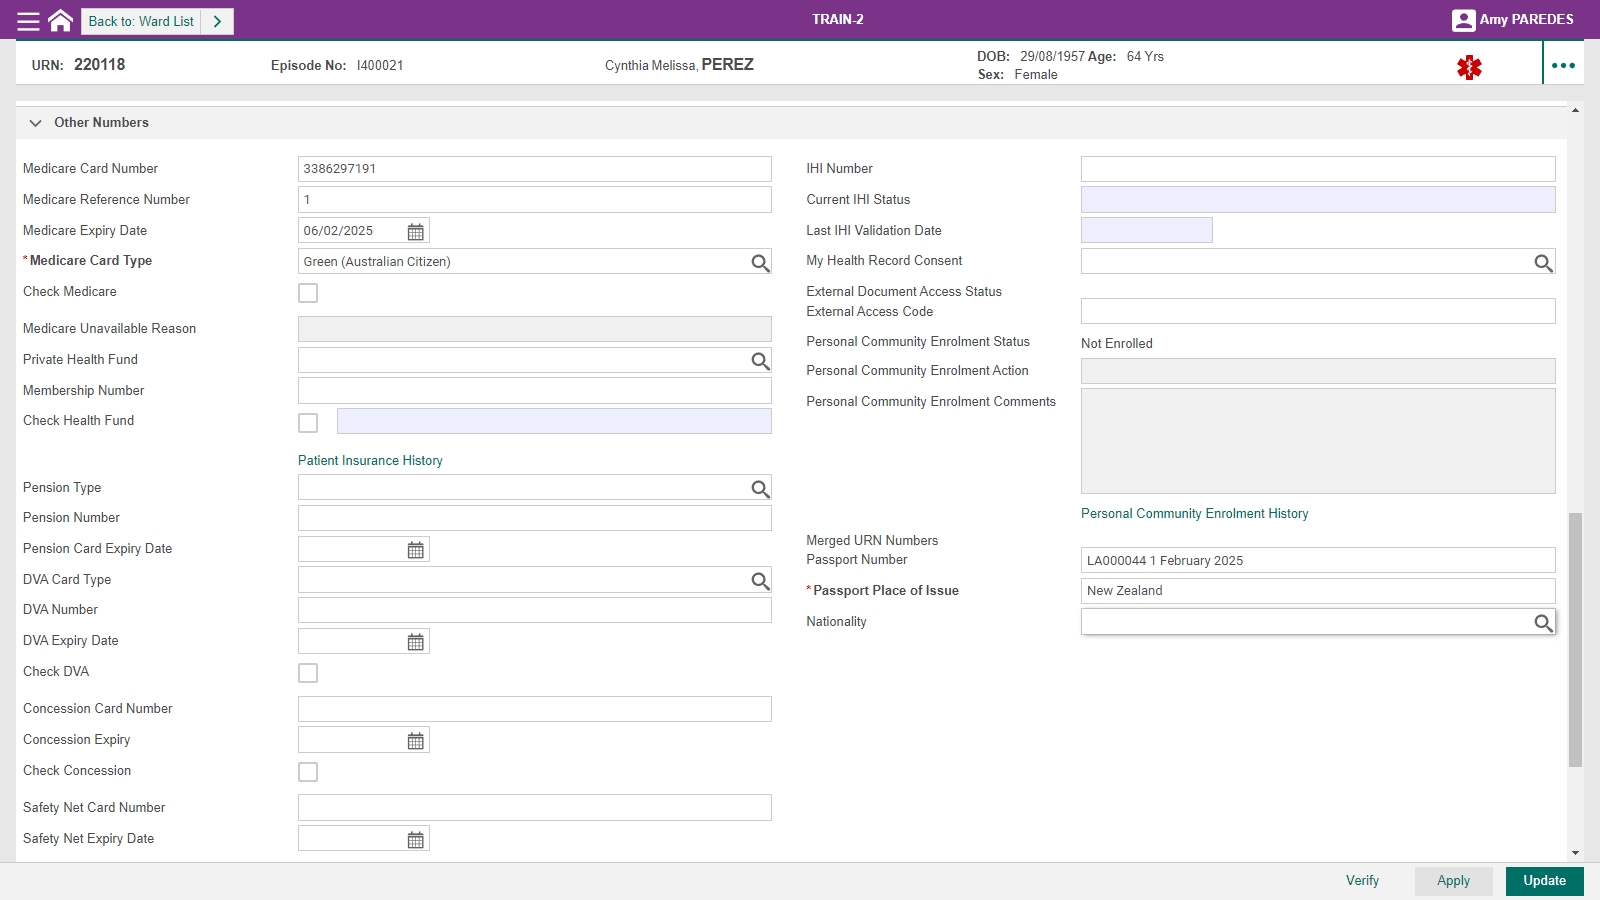 Back to: Ward List
TRAIN-2
Amy PAREDES
URN: 220118
Episode No: I400021
Cynthia Melissa, PEREZ
DOB: 29/08/1957 Age: 64 Yrs
Sex: Female
Other Numbers
Medicare Card Number 3386297191
Medicare Reference Number 1
Medicare Expiry Date 06/02/2025
*Medicare Card Type Green (Australian Citizen)
Check Medicare
Medicare Unavailable Reason
Private Health Fund
Membership Number
Check Health Fund
Patient Insurance History
Pension Type
Pension Number
Pension Card Expiry Date
DVA Card Type
DVA Number
DVA Expiry Date
Check DVA
Concession Card Number
Concession Expiry
Check Concession
Safety Net Card Number
Safety Net Expiry Date
IHI Number
Current IHI Status
Last IHI Validation Date
My Health Record Consent
External Document Access Status
External Access Code
Personal Community Enrolment Status Not Enrolled
Personal Community Enrolment Action
Personal Community Enrolment Comments
Personal Community Enrolment History
Merged URN Numbers
Passport Number LA000044 1 February 2025
*Passport Place of Issue New Zealand
Nationality
Verify
Apply
Update